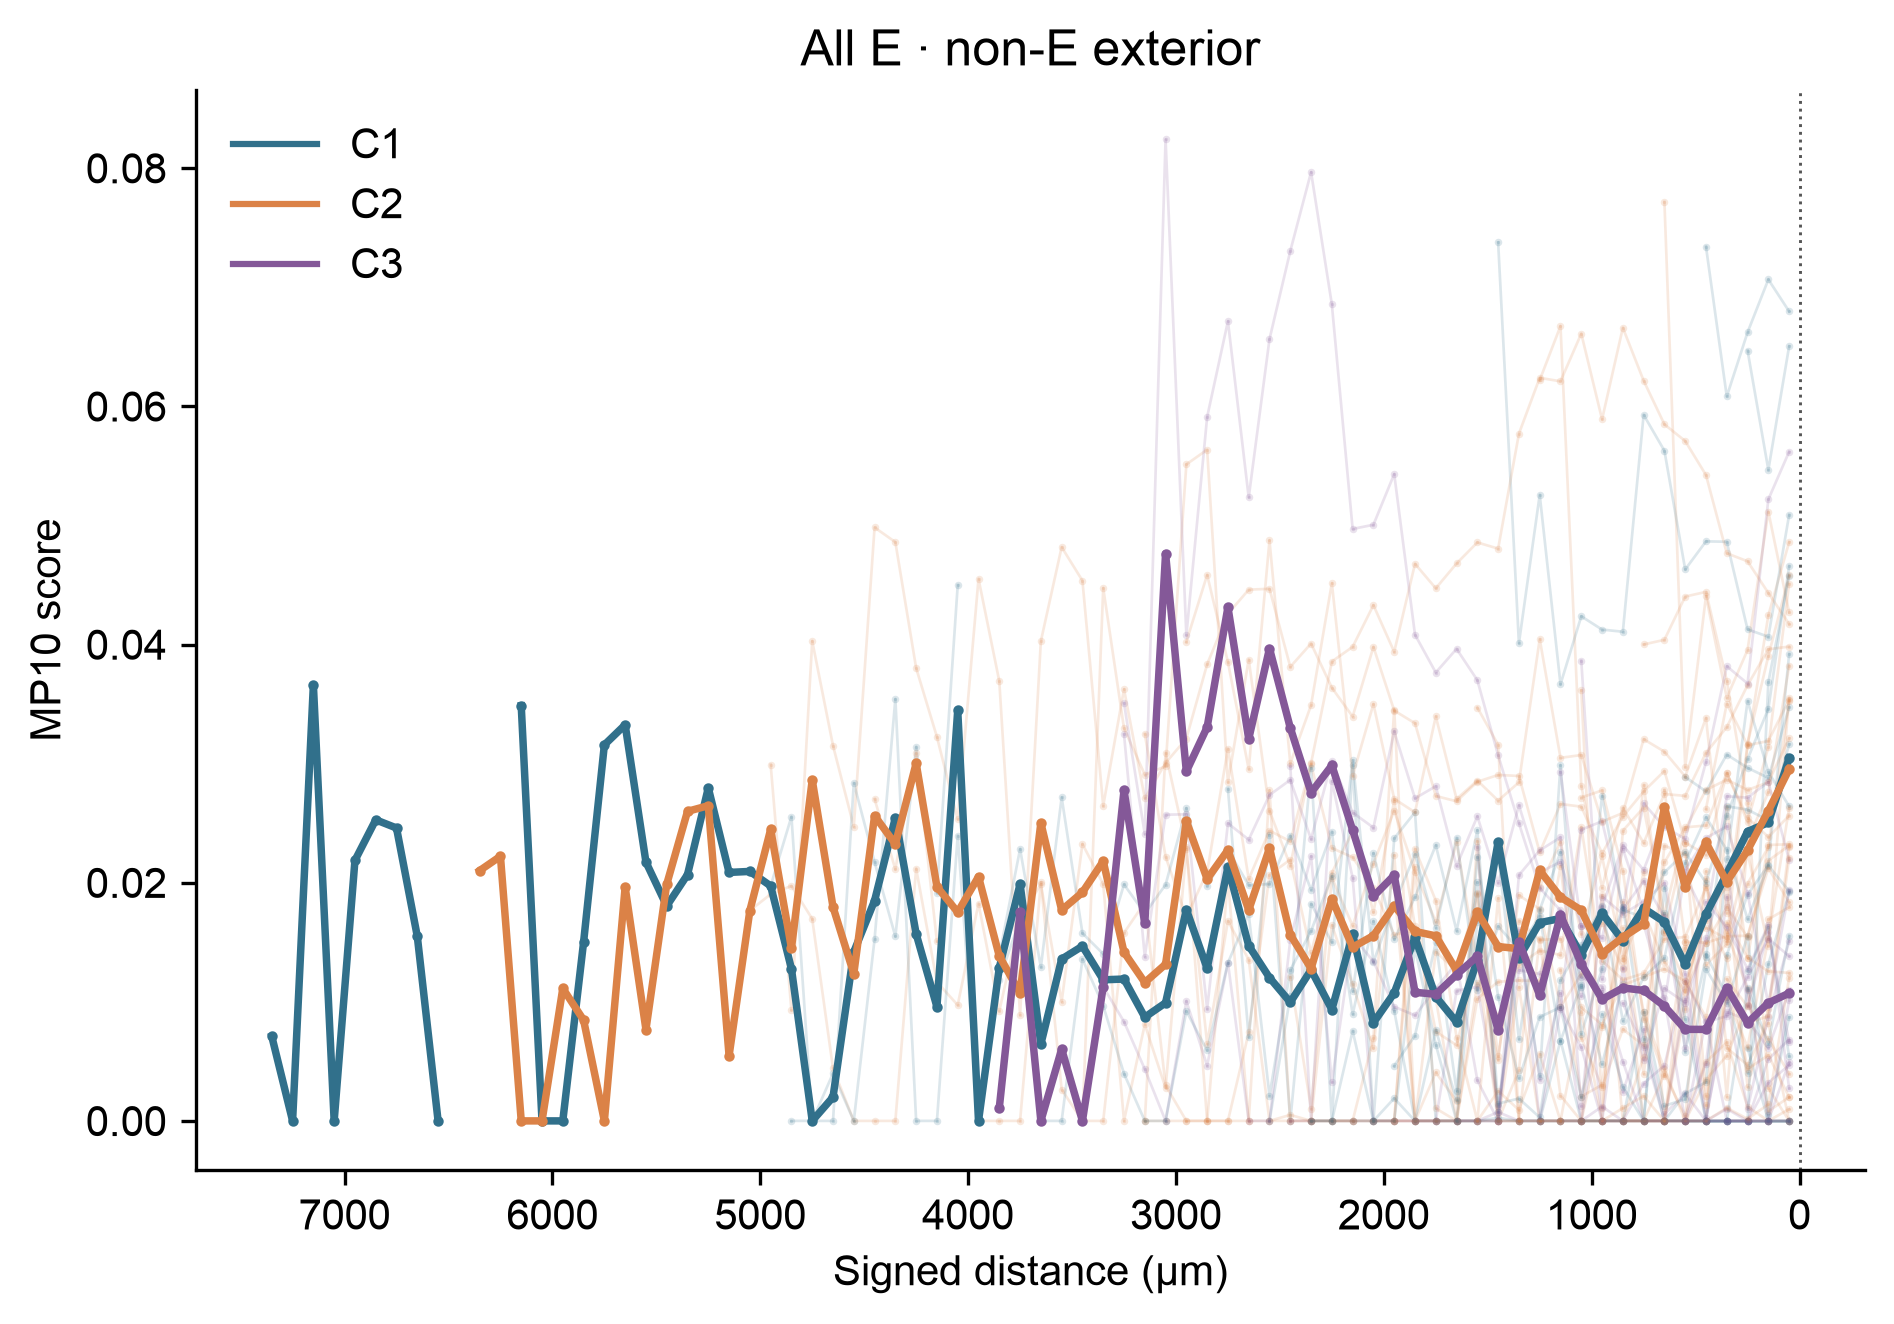 All E · non-E exterior
C1
C2
C3
0.08
0.06
0.04
0.02
0.00
MP10 score
7000 6000 5000 4000 3000 2000 1000 0
Signed distance (µm)